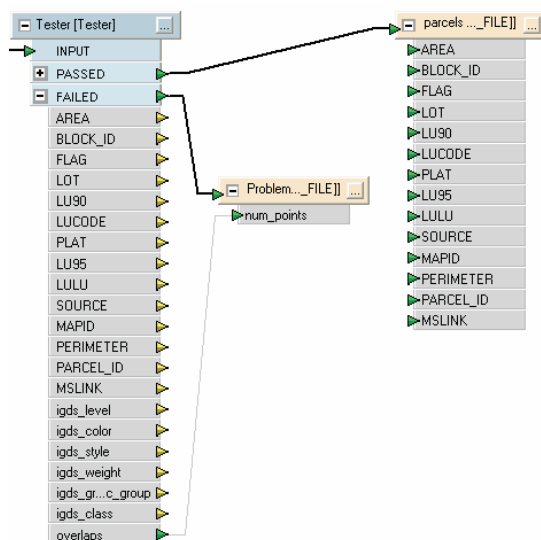 Tester [Tester] ...
INPUT
PASSED
FAILED
AREA
BLOCK_ID
FLAG
LOT
LU90
LUCODE
PLAT
LU95
LULU
SOURCE
MAPID
PERIMETER
PARCEL_ID
MSLINK
igds_level
igds_color
igds_style
igds_weight
igds_gr...c_group
igds_class
overlaps
Problem..._FILE]] ...
num_points
parcels ..._FILE]] ...
AREA
BLOCK_ID
FLAG
LOT
LU90
LUCODE
PLAT
LU95
LULU
SOURCE
MAPID
PERIMETER
PARCEL_ID
MSLINK